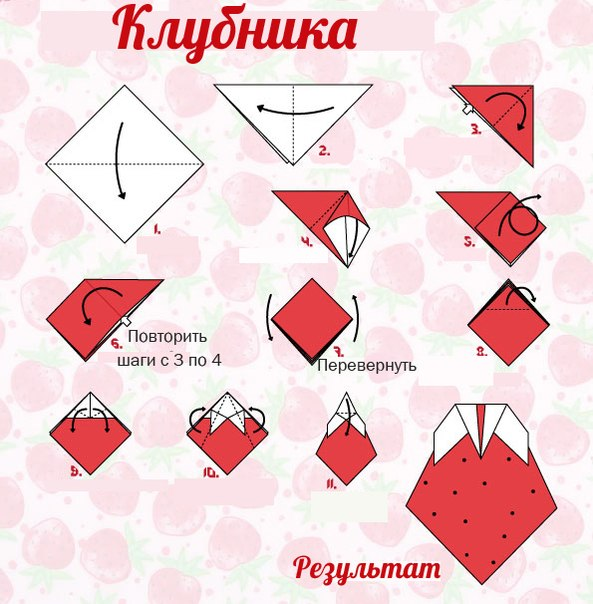 Клубника
1.
2.
3.
4.
5.
6.
Повторить
шаги с 3 по 4
7.
Перевернуть
8.
9.
10.
11.
Результат